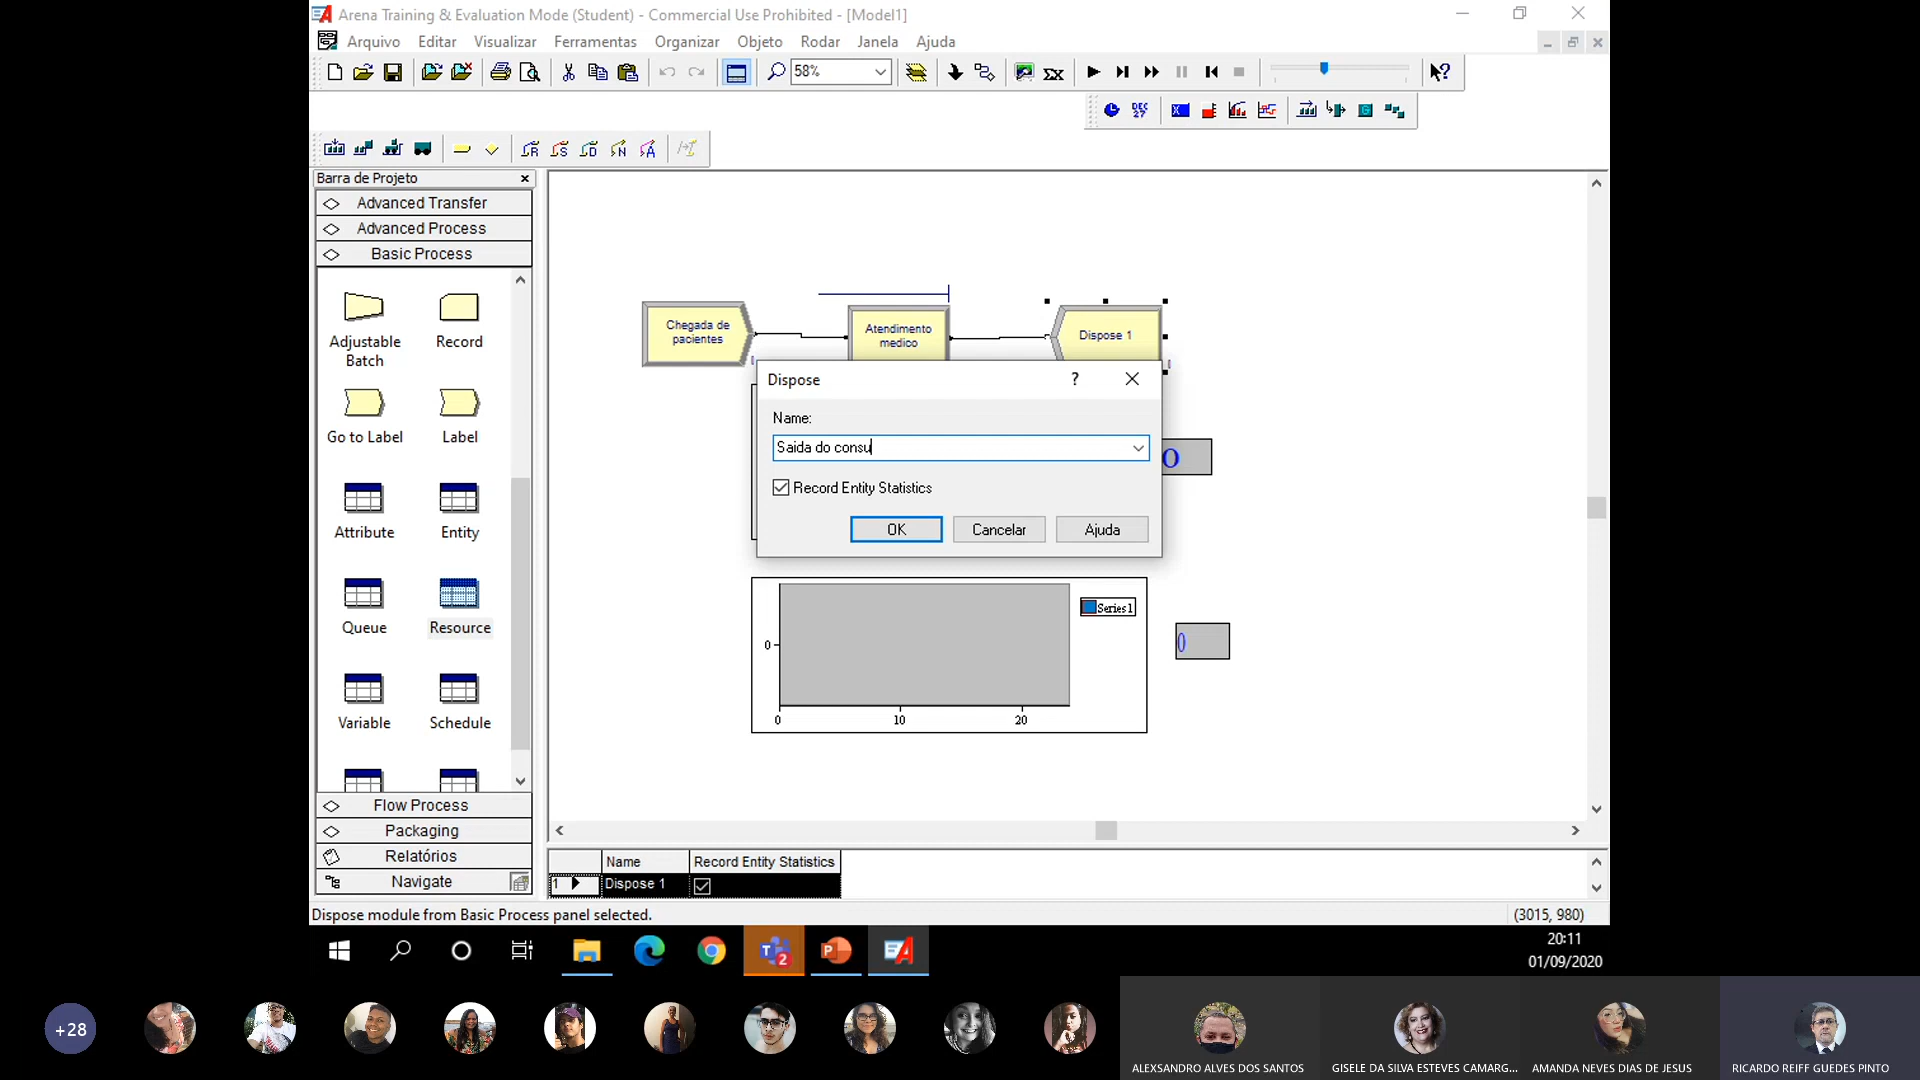 Arena Training & Evaluation Mode (Student) - Commercial Use Prohibited - [Model1]
Arquivo Editar Visualizar Ferramentas Organizar Objeto Rodar Janela Ajuda
58%
DEC
27
Barra de Projeto
Advanced Transfer
Advanced Process
Basic Process
Adjustable
Batch
Record
Go to Label
Label
Attribute
Entity
Queue
Resource
Variable
Schedule
Flow Process
Packaging
Relatórios
Navigate
Chegada de
pacientes
Atendimento
medico
Dispose 1
Dispose
Name:
Saida do consu
Record Entity Statistics
OK Cancelar Ajuda
0
Series1
0
0 10 20
0
Name Record Entity Statistics
1 Dispose 1
Dispose module from Basic Process panel selected.
(3015, 980)
2
20:11
01/09/2020
+28
ALEXSANDRO ALVES DOS SANTOS
GISELE DA SILVA ESTEVES CAMARG...
AMANDA NEVES DIAS DE JESUS
RICARDO REIFF GUEDES PINTO